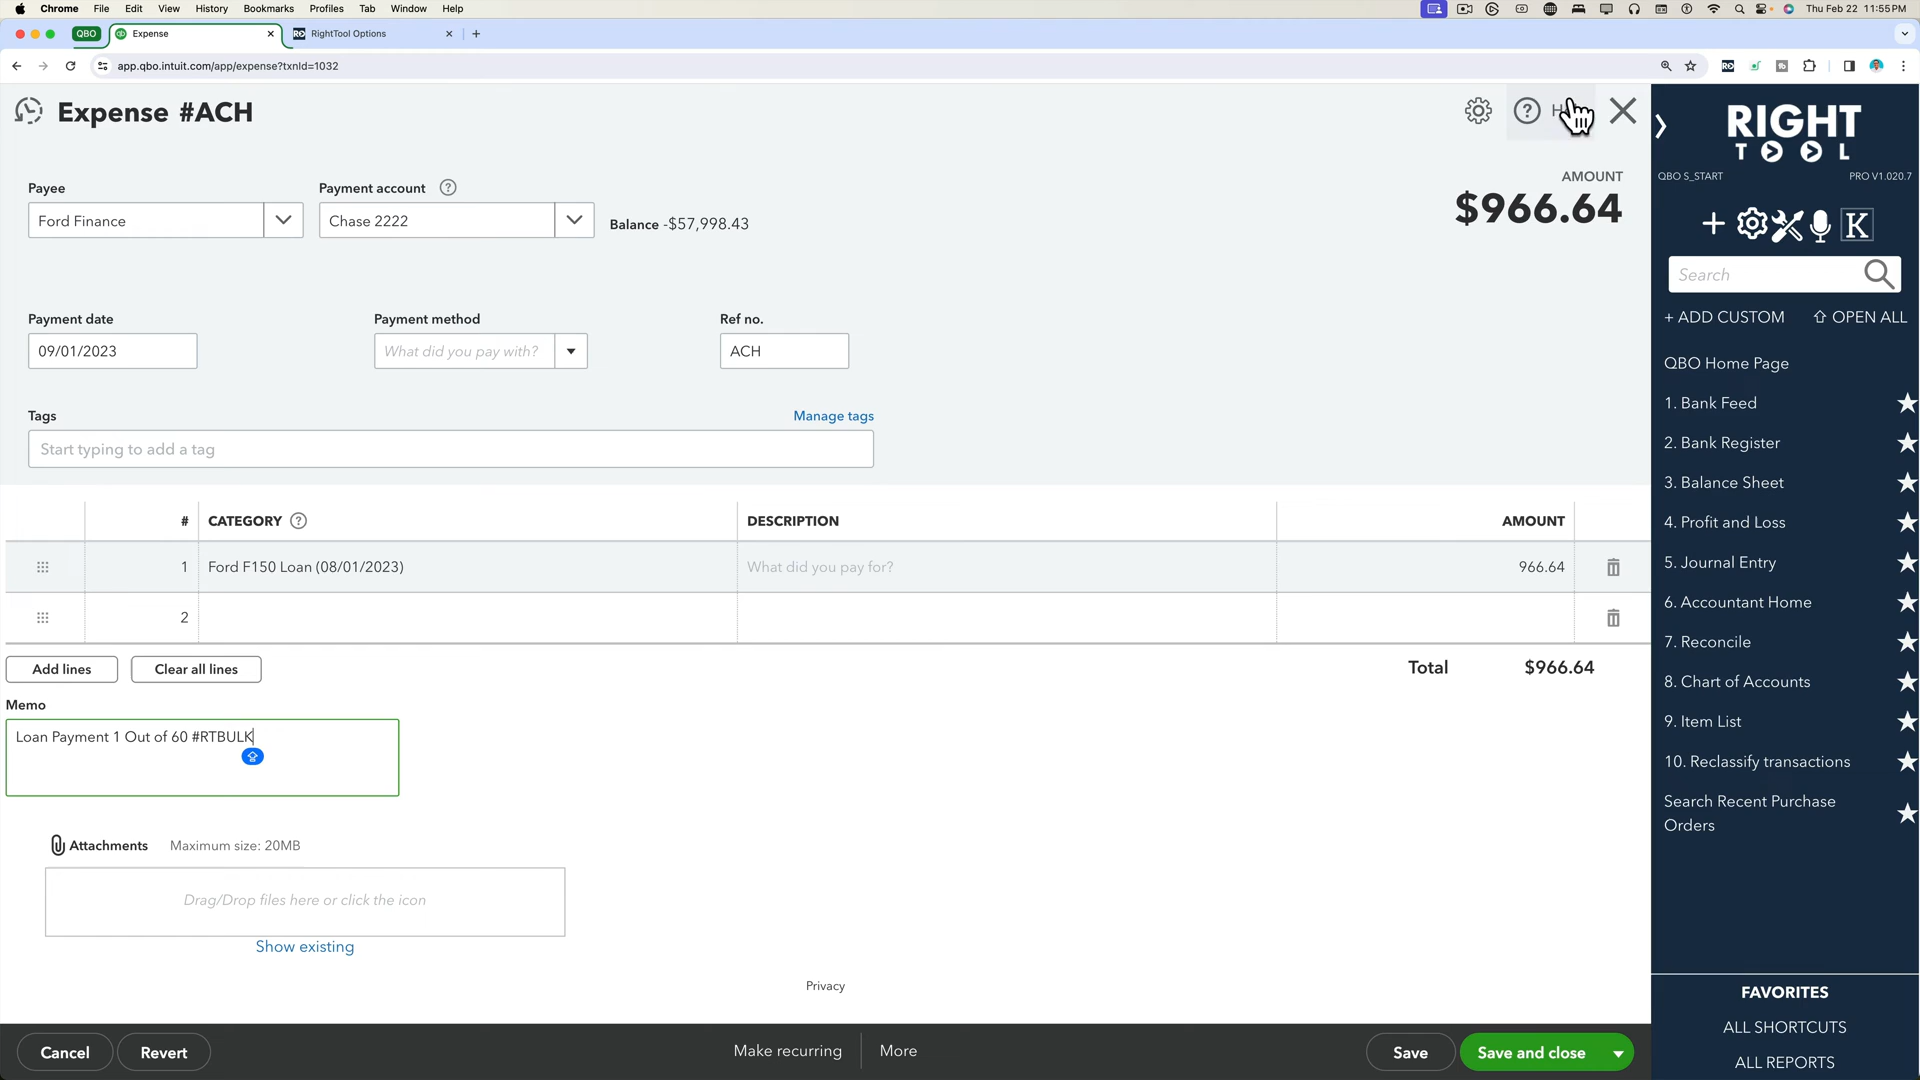 Chrome File Edit View History Bookmarks Profiles Tab Window Help Thu Feb 22 11:55 PM
QBO Expense RightTool Options
app.qbo.intuit.com/app/expense?txnId=1032
Expense #ACH
Payee
Payment account
AMOUNT
$966.64
Ford Finance
Chase 2222
Balance -$57,998.43
Payment date
Payment method
Ref no.
09/01/2023
What did you pay with?
ACH
Tags
Manage tags
Start typing to add a tag
# CATEGORY DESCRIPTION AMOUNT
1 Ford F150 Loan (08/01/2023) What did you pay for? 966.64
2
Add lines
Clear all lines
Total $966.64
Memo
Loan Payment 1 Out of 60 #RTBULK
Attachments Maximum size: 20MB
Drag/Drop files here or click the icon
Show existing
Privacy
Cancel
Revert
Make recurring
More
Save
Save and close
RIGHT
TOOL
QBO S_START PRO V1.020.7
K
Search
+ ADD CUSTOM OPEN ALL
QBO Home Page
1. Bank Feed
2. Bank Register
3. Balance Sheet
4. Profit and Loss
5. Journal Entry
6. Accountant Home
7. Reconcile
8. Chart of Accounts
9. Item List
10. Reclassify transactions
Search Recent Purchase
Orders
FAVORITES
ALL SHORTCUTS
ALL REPORTS